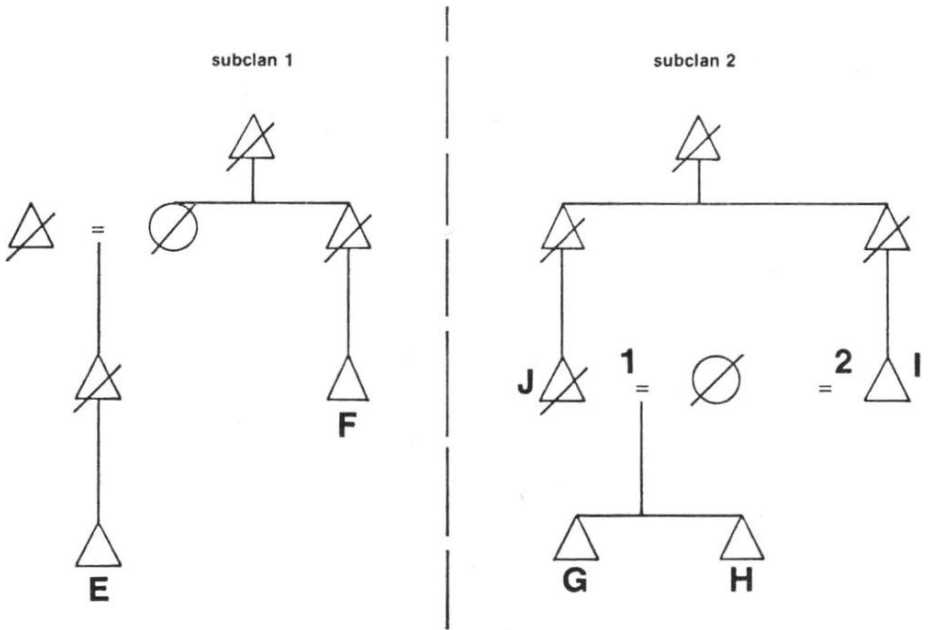 subclan 1
subclan 2
=
J
1
=
=
2
I
F
E
G
H